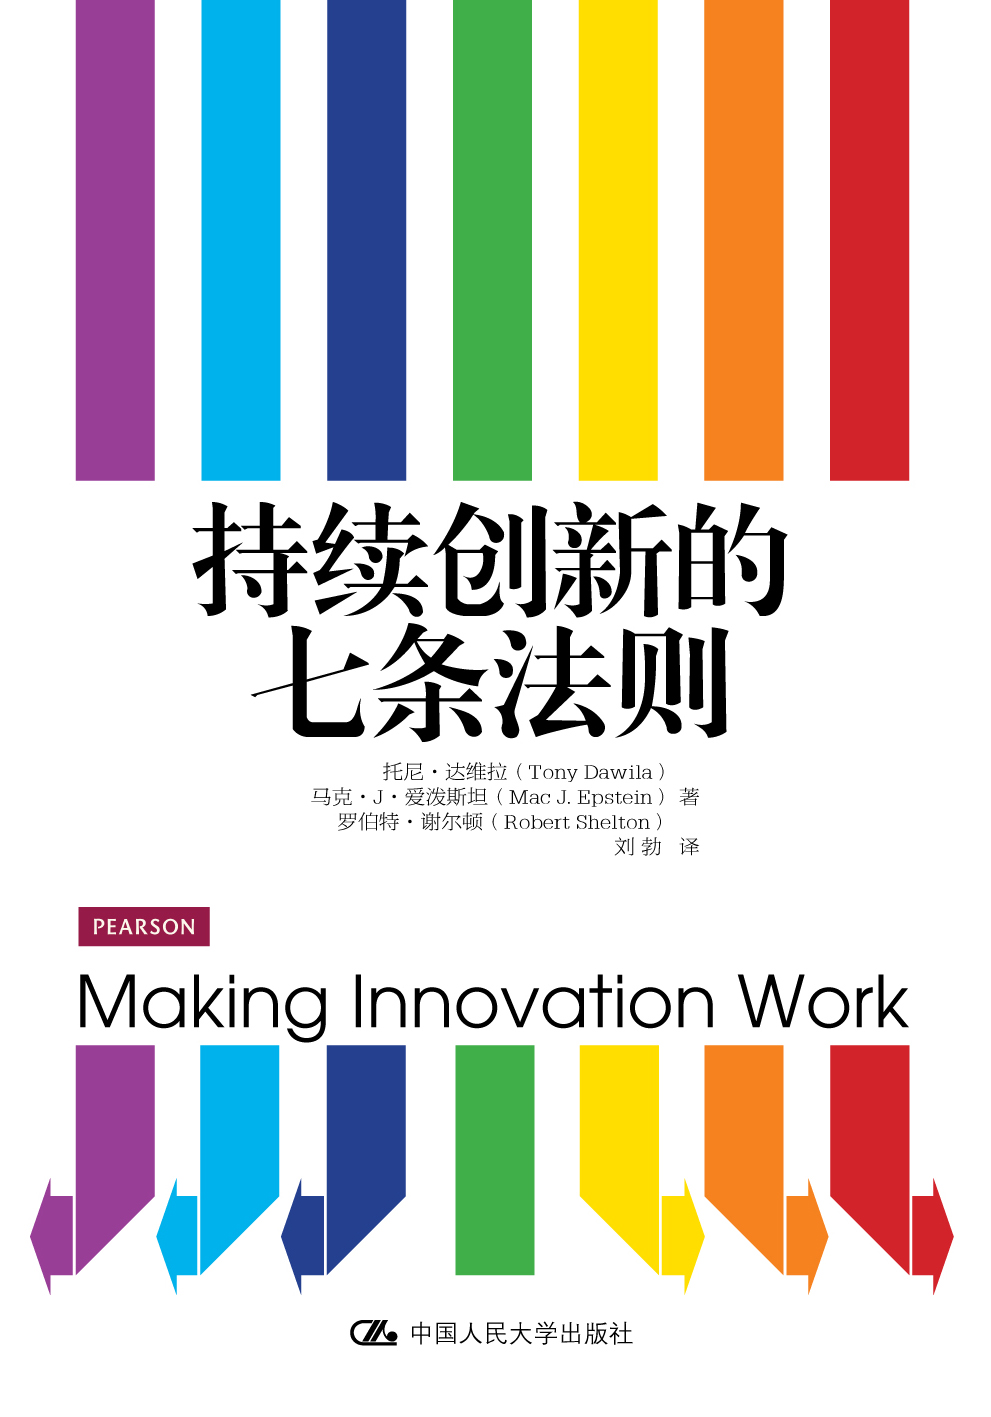 持续创新的
七条法则
托尼·达维拉（Tony Dawila）
马克·J·爱泼斯坦（Mac J. Epstein） 著
罗伯特·谢尔顿（Robert Shelton）
刘 勃 译
PEARSON
Making Innovation Work
中国人民大学出版社